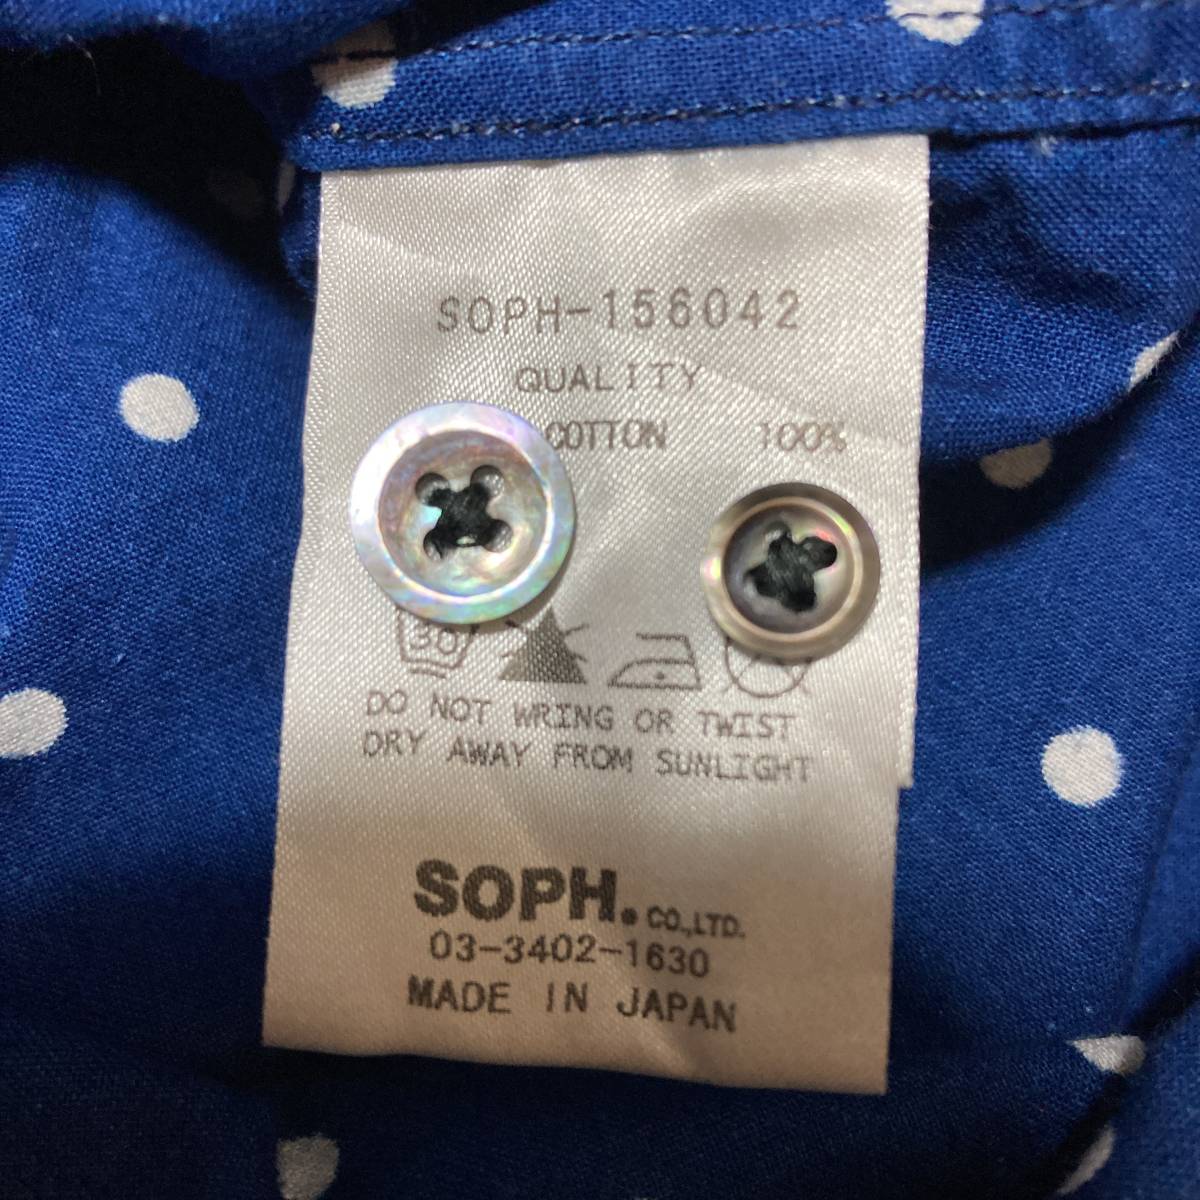 SOPH-156042
QUALITY
COTTON 100%
30
DO NOT WRING OR TWIST
DRY AWAY FROM SUNLIGHT
SOPH. CO.,LTD.
03-3402-1630
MADE IN JAPAN